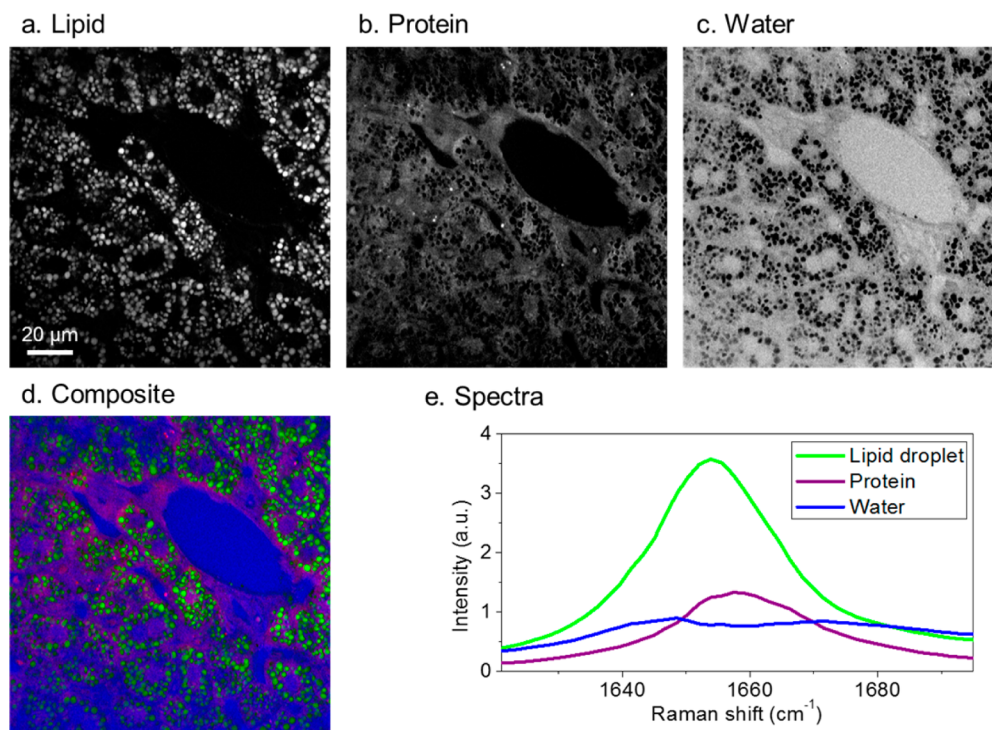 a. Lipid
b. Protein
c. Water
20 µm
d. Composite
e. Spectra
4
3
2
1
0
Intensity (a.u.)
Lipid droplet
Protein
Water
1640
1660
1680
Raman shift (cm⁻¹)